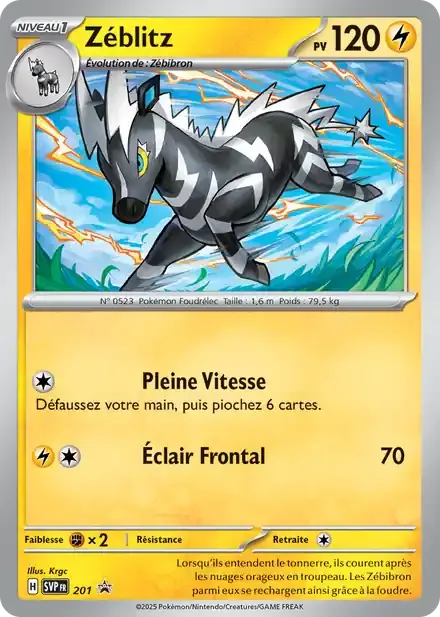 NIVEAU 1
Zéblitz
PV 120
Évolution de : Zébibron
N° 0523 Pokémon Foudrélec Taille : 1,6 m Poids : 79,5 kg
Pleine Vitesse
Défaussez votre main, puis piochez 6 cartes.
Éclair Frontal 70
Faiblesse ×2 Résistance Retraite
Illus. Krgc
Lorsqu'ils entendent le tonnerre, ils courent après
les nuages orageux en troupeau. Les Zébibron
parmi eux se rechargent ainsi grâce à la foudre.
H SVP FR 201
©2025 Pokémon/Nintendo/Creatures/GAME FREAK